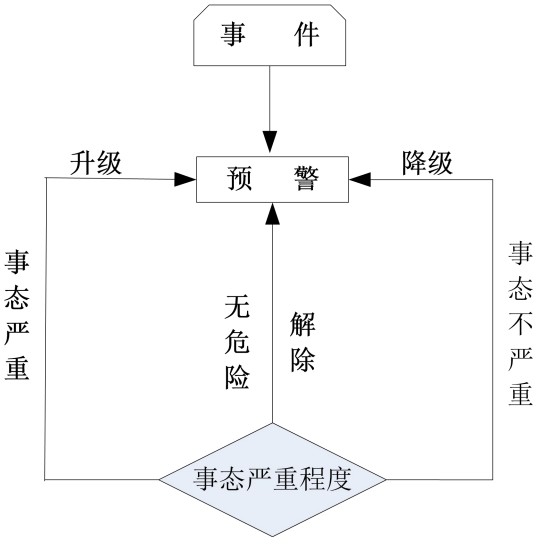 事 件
升级
预 警
降级
事态严重
无危险
解除
事态不严重
事态严重程度